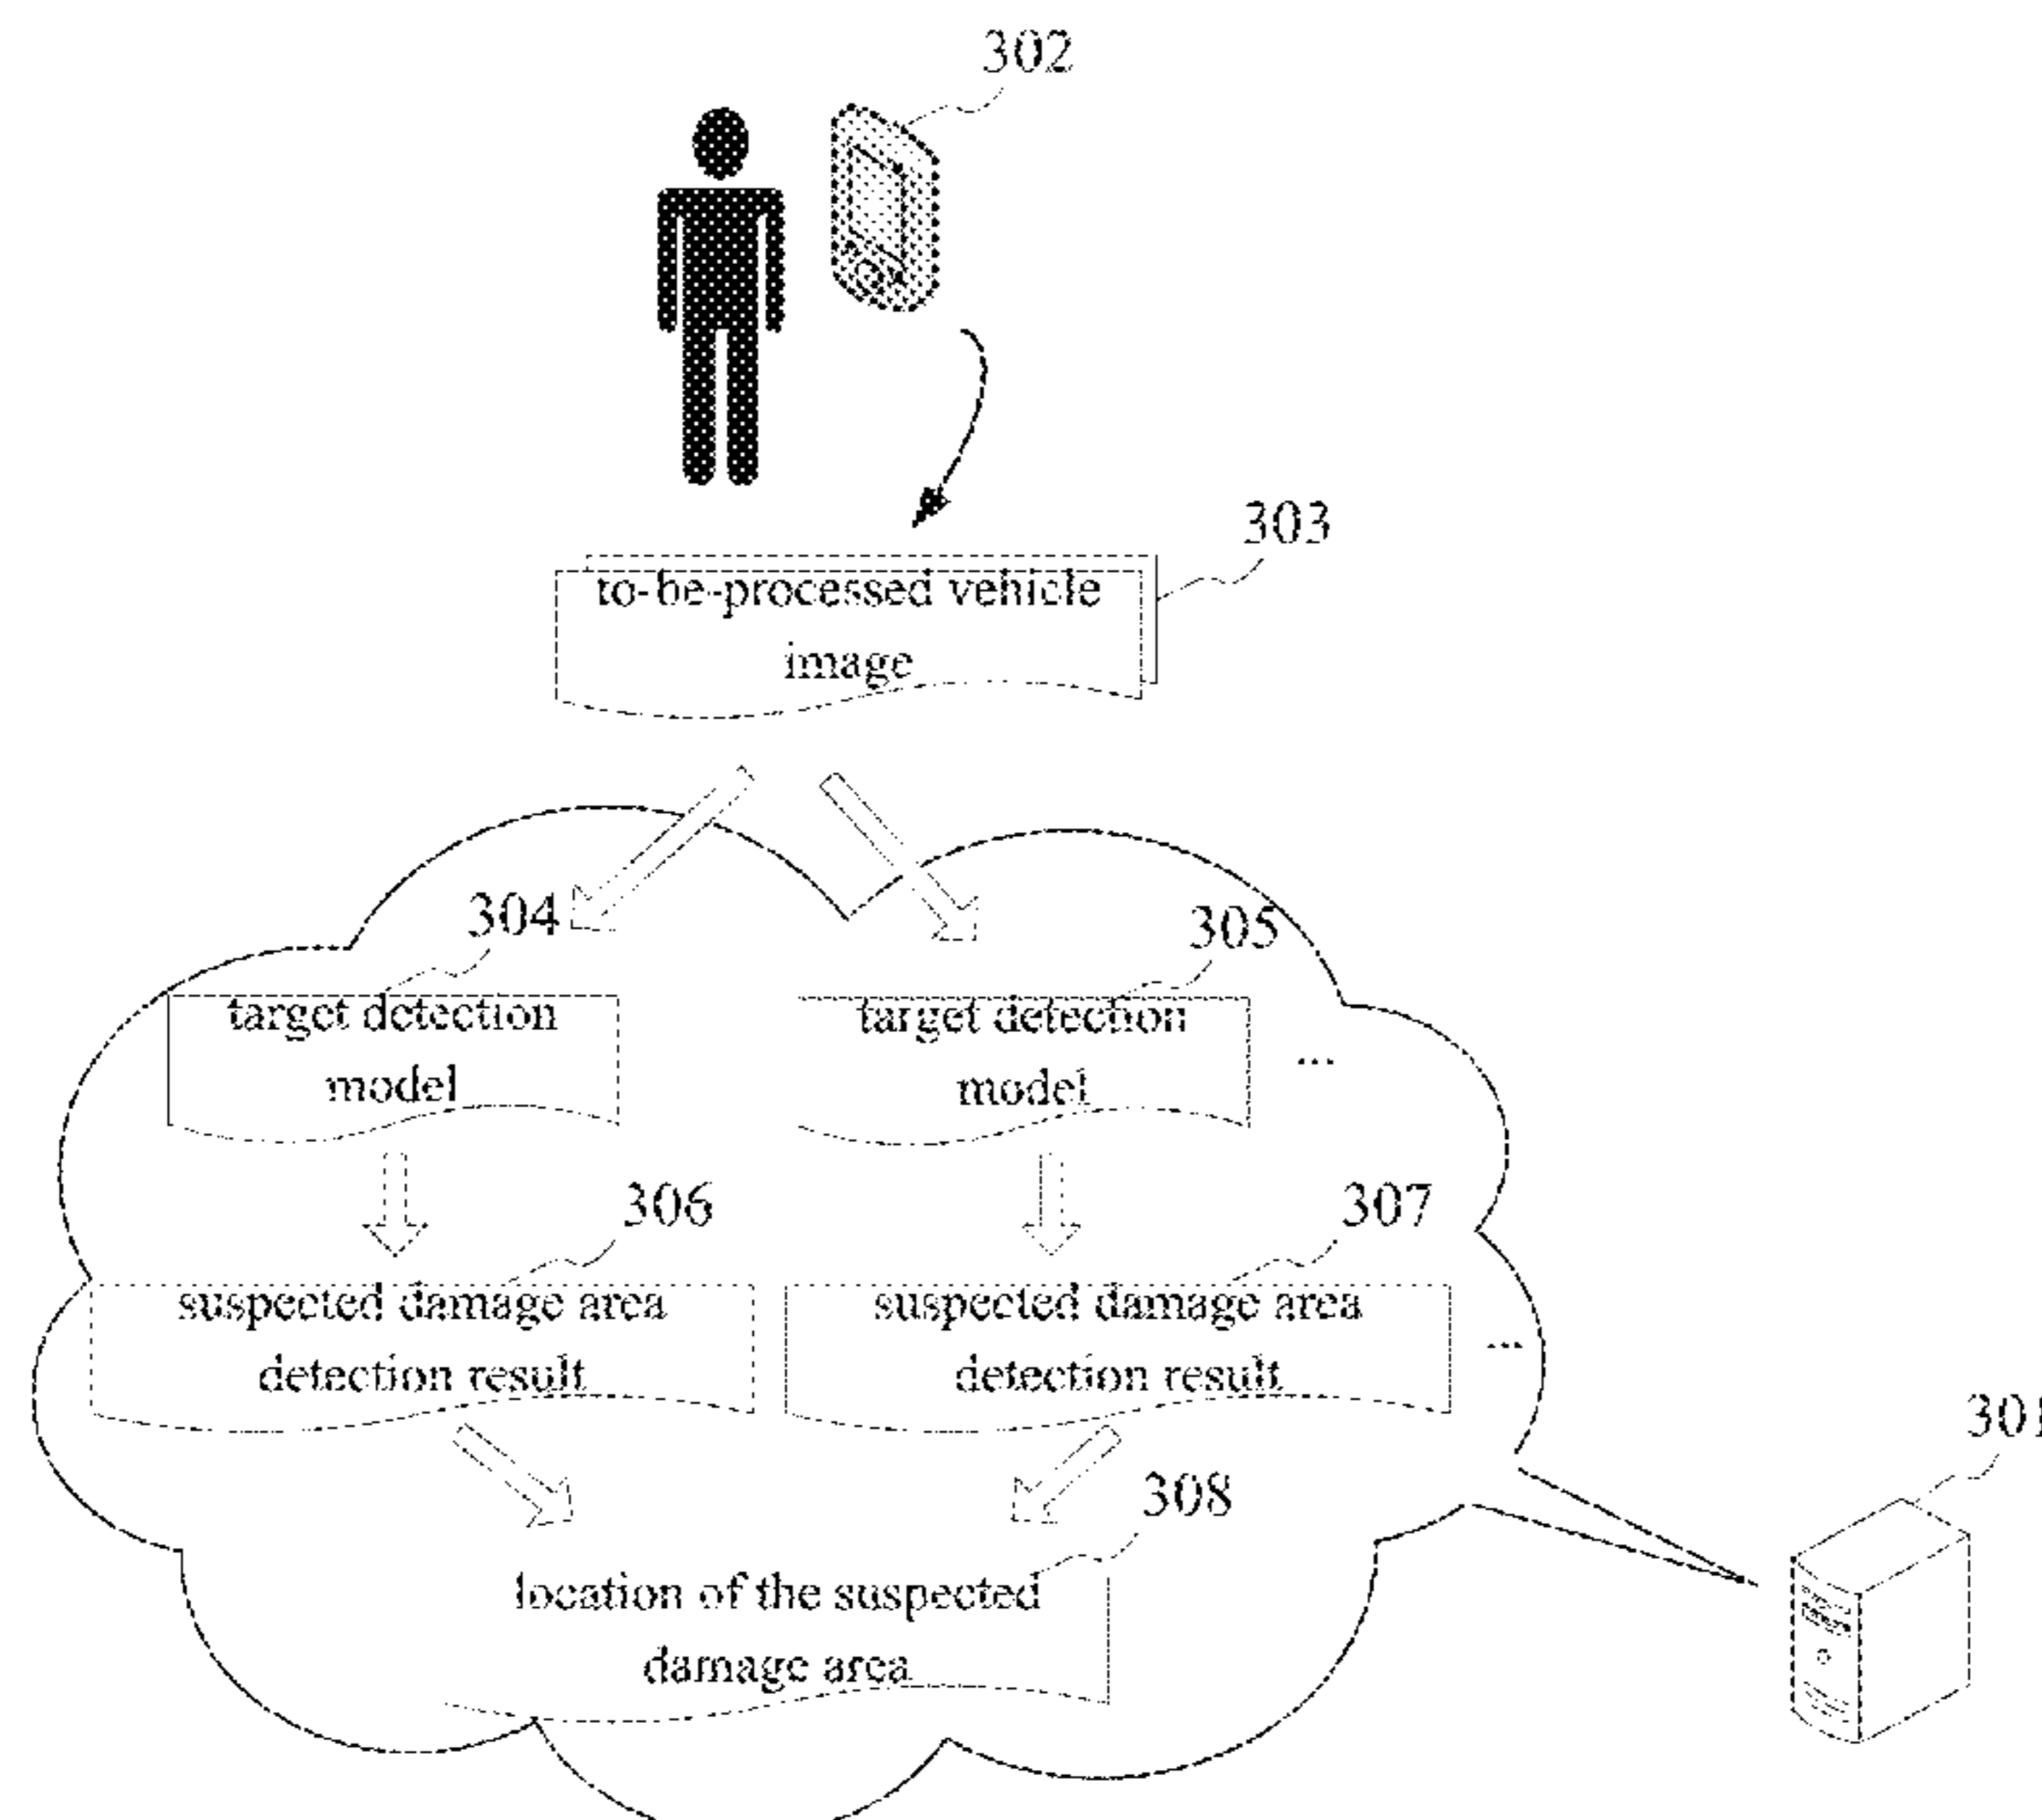 302
303
to-be-processed vehicle
image
304
305
target detection
model
target detection
model
...
306
307
suspected damage area
detection result
suspected damage area
detection result
...
301
308
location of the suspected
damage area